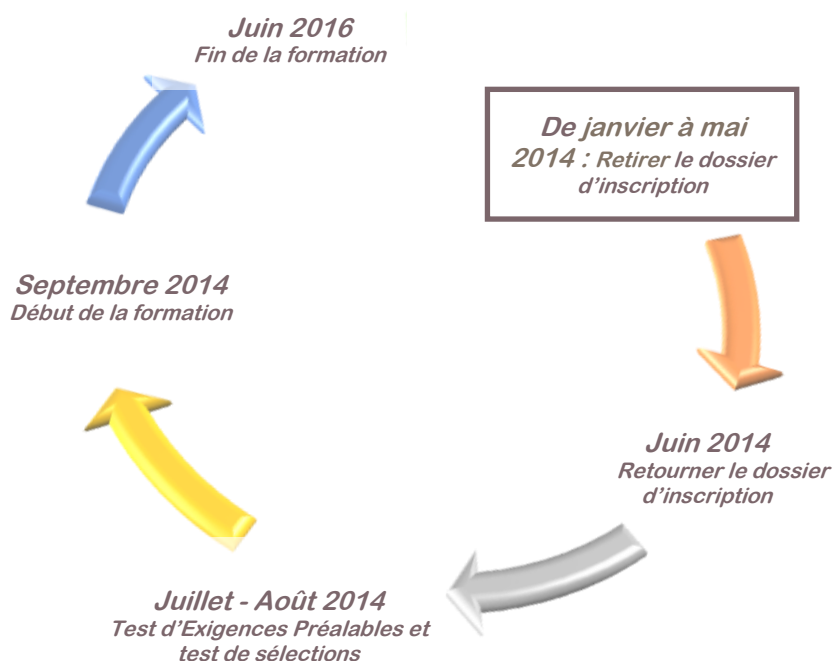 Juin 2016
Fin de la formation
De janvier à mai
2014 : Retirer le dossier
d'inscription
Septembre 2014
Début de la formation
Juin 2014
Retourner le dossier
d'inscription
Juillet - Août 2014
Test d'Exigences Préalables et
test de sélections